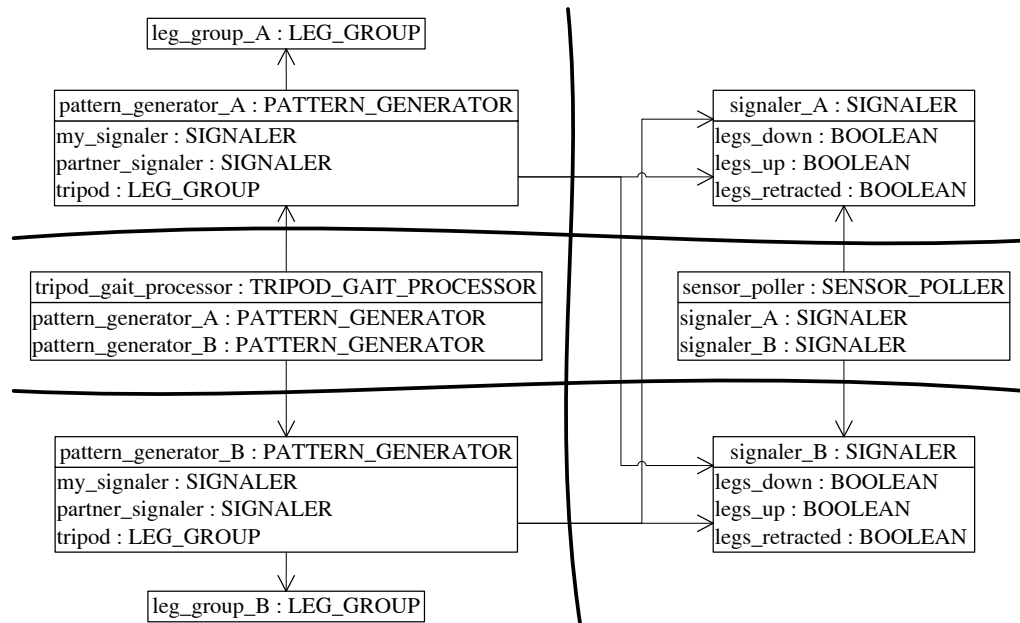 leg_group_A : LEG_GROUP
pattern_generator_A : PATTERN_GENERATOR
my_signaler : SIGNALER
partner_signaler : SIGNALER
tripod : LEG_GROUP
signaler_A : SIGNALER
legs_down : BOOLEAN
legs_up : BOOLEAN
legs_retracted : BOOLEAN
tripod_gait_processor : TRIPOD_GAIT_PROCESSOR
pattern_generator_A : PATTERN_GENERATOR
pattern_generator_B : PATTERN_GENERATOR
sensor_poller : SENSOR_POLLER
signaler_A : SIGNALER
signaler_B : SIGNALER
pattern_generator_B : PATTERN_GENERATOR
my_signaler : SIGNALER
partner_signaler : SIGNALER
tripod : LEG_GROUP
signaler_B : SIGNALER
legs_down : BOOLEAN
legs_up : BOOLEAN
legs_retracted : BOOLEAN
leg_group_B : LEG_GROUP